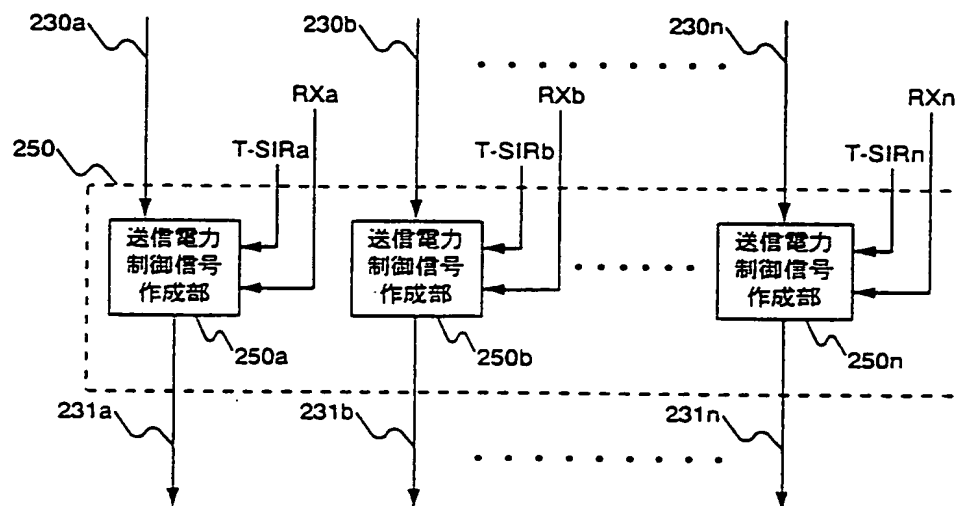 230a
230b
230n
RXa
RXb
RXn
250
T-SIRa
T-SIRb
T-SIRn
送信電力
制御信号
作成部
送信電力
制御信号
作成部
送信電力
制御信号
作成部
250a
250b
250n
231a
231b
231n